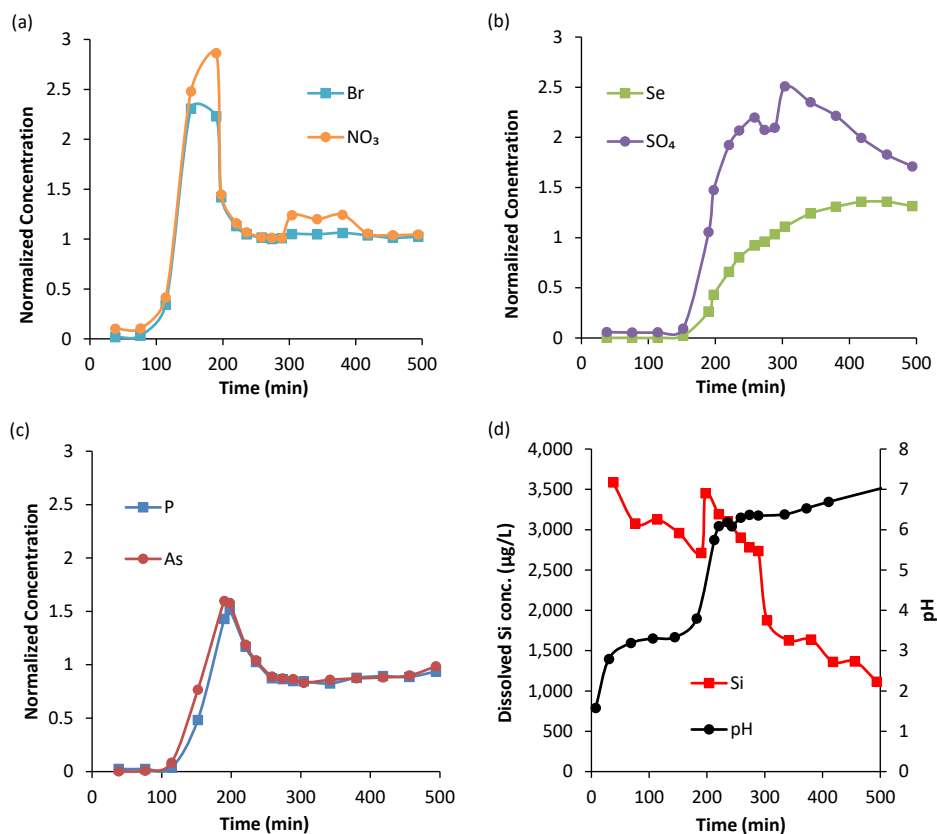 (a)
3
2.5
2
1.5
1
0.5
0
Normalized Concentration
Br
NO₃
0 100 200 300 400 500
Time (min)
(b)
3
2.5
2
1.5
1
0.5
0
Normalized Conentration
Se
SO₄
0 100 200 300 400 500
Time (min)
(c)
3
2.5
2
1.5
1
0.5
0
Normalized Concentration
P
As
0 100 200 300 400 500
Time (min)
(d)
4,000
3,500
3,000
2,500
2,000
1,500
1,000
500
0
Dissolved Si conc. (µg/L)
8
7
6
5
4
3
2
1
0
pH
Si
pH
0 100 200 300 400 500
Time (min)